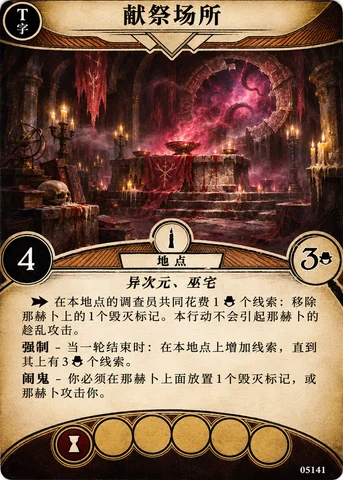 T
字
献祭场所
4
地点
3
异次元、巫宅
在本地点的调查员共同花费1 个线索：移除
那赫卜上的1个毁灭标记。本行动不会引起那赫卜的
趁乱攻击。
强制 - 当一轮结束时：在本地点上增加线索，直到
其上有3 个线索。
闹鬼 - 你必须在那赫卜上面放置1个毁灭标记，或
那赫卜攻击你。
05141